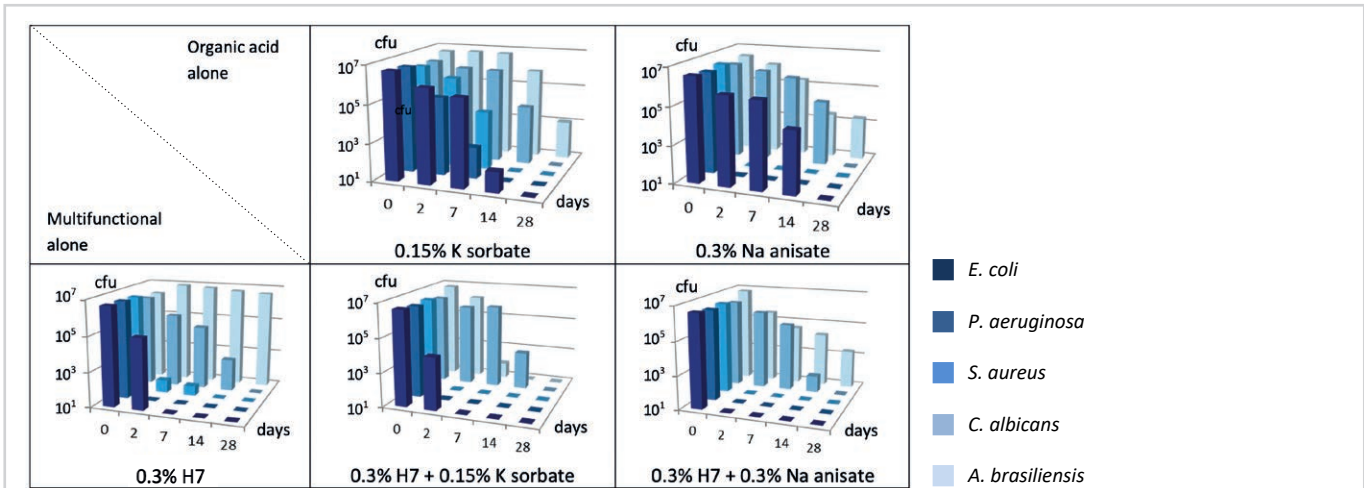 Organic acid
alone
Multifunctional
alone
cfu
10⁷
10⁵
10³
10¹
cfu
0 2 7 14 28
days
0.15% K sorbate
cfu
10⁷
10⁵
10³
10¹
0 2 7 14 28
days
0.3% Na anisate
cfu
10⁷
10⁵
10³
10¹
0 2 7 14 28
days
0.3% H7
cfu
10⁷
10⁵
10³
10¹
0 2 7 14 28
days
0.3% H7 + 0.15% K sorbate
cfu
10⁷
10⁵
10³
10¹
0 2 7 14 28
days
0.3% H7 + 0.3% Na anisate
E. coli
P. aeruginosa
S. aureus
C. albicans
A. brasiliensis